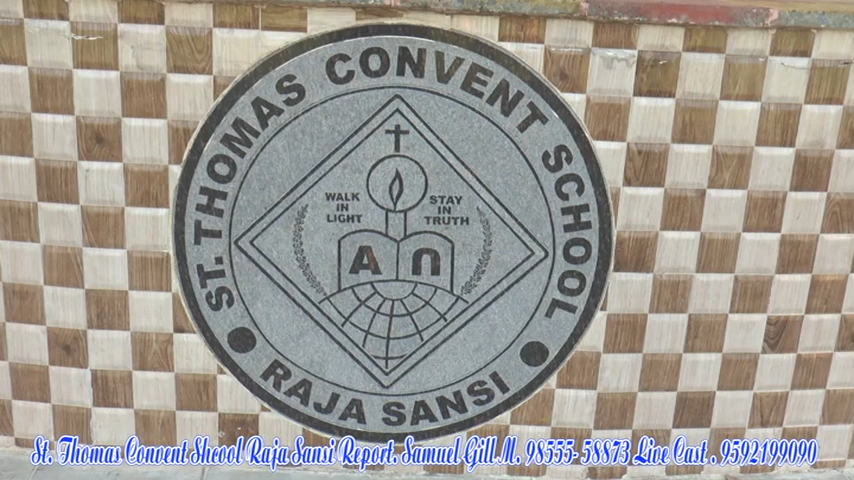 ST. THOMAS CONVENT SCHOOL
WALK
IN
LIGHT
STAY
IN
TRUTH
A ∩
RAJA SANSI
St. Thomas Convent Shcool Raja Sansi Report. Samuel Gill M. 98555-58873 Live Cast . 9592199090